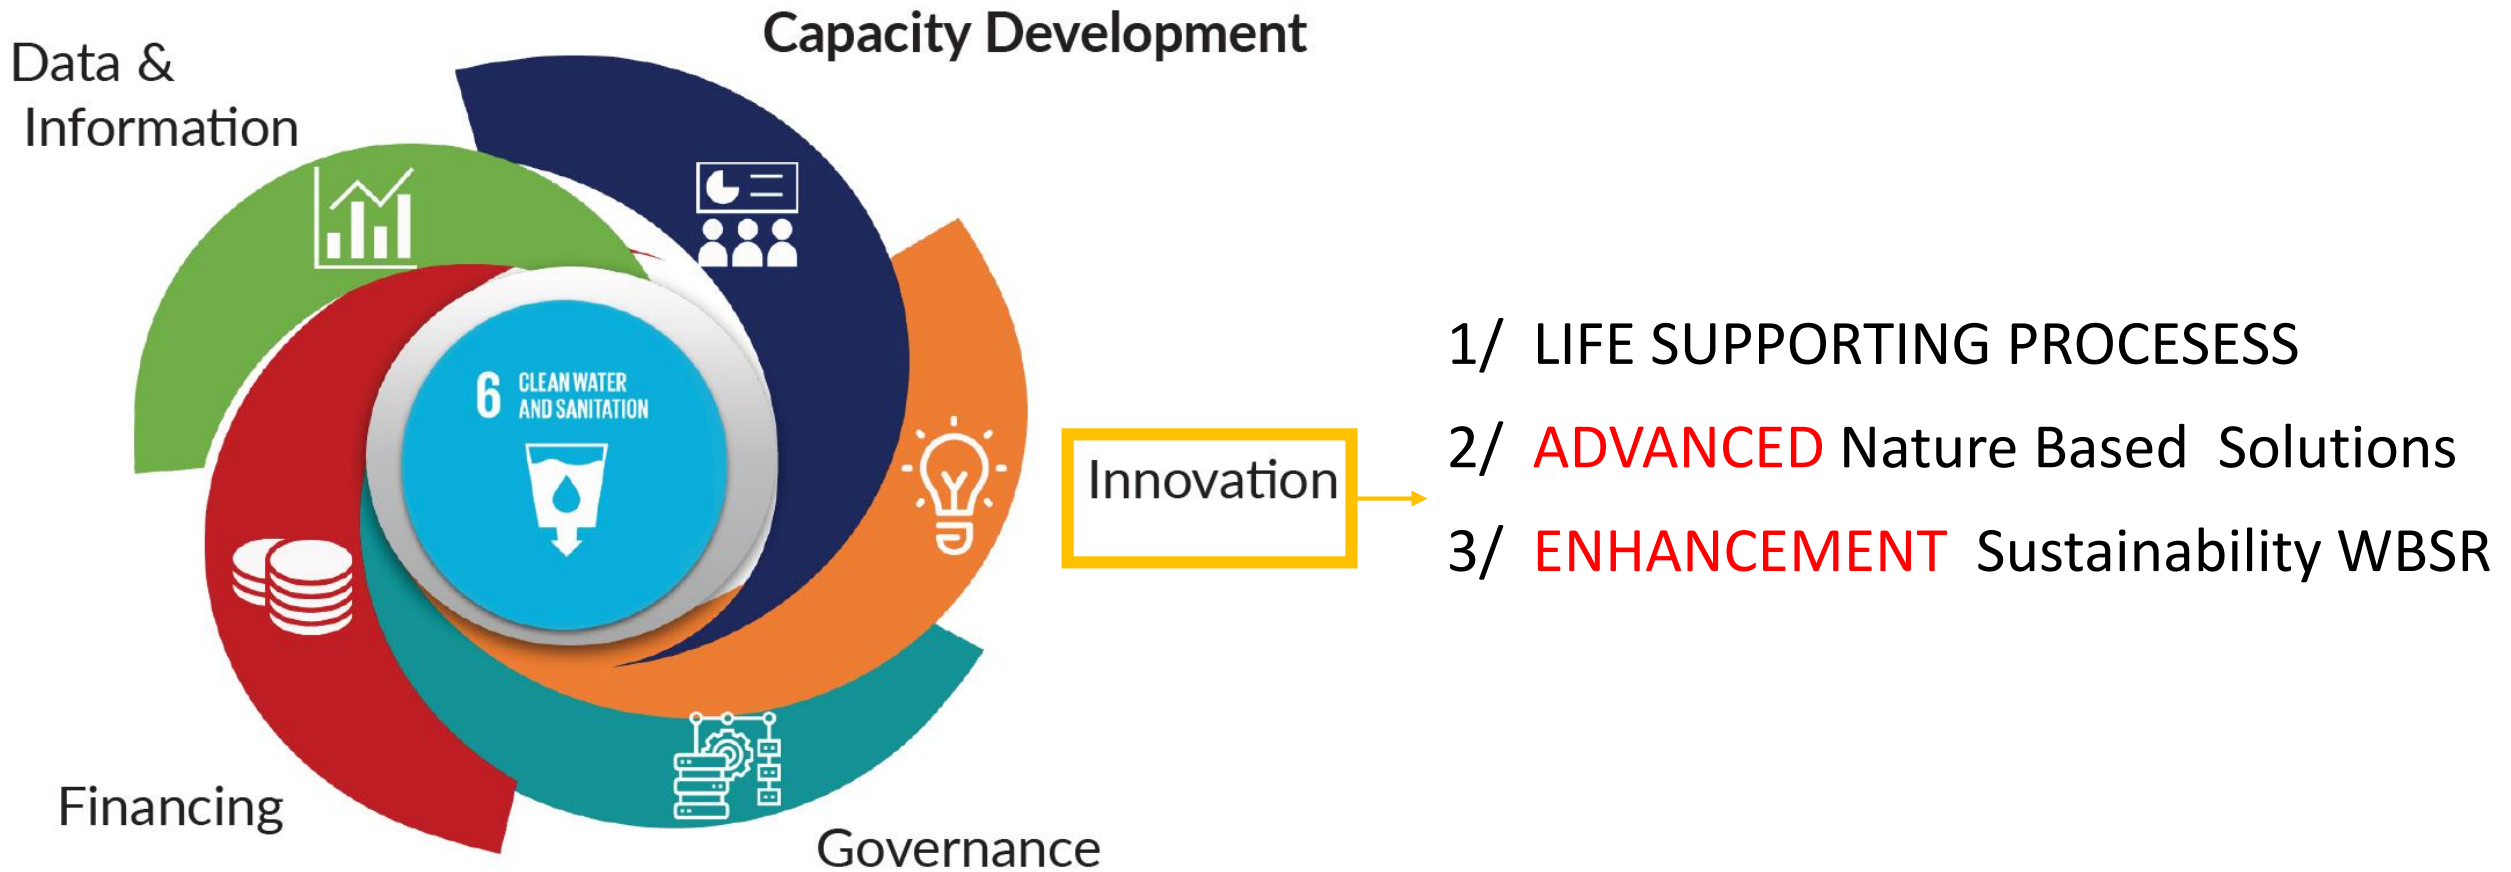 Capacity Development
Data &
Information
6 CLEAN WATER
AND SANITATION
Innovation
Financing
Governance
1/ LIFE SUPPORTING PROCESESS
2/ ADVANCED Nature Based Solutions
3/ ENHANCEMENT Sustainability WBSR